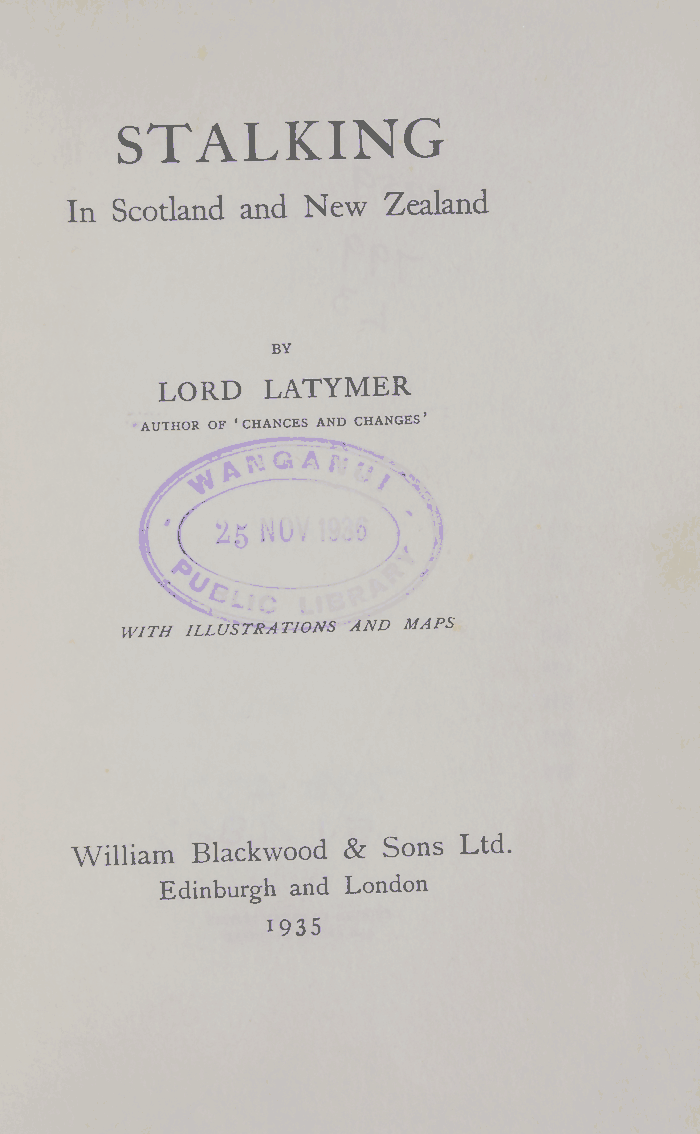 STALKING
In Scotland and New Zealand
BY
LORD LATYMER
AUTHOR OF ‘CHANCES AND CHANGES’
WANGANUI
25 NOV 1936
PUBLIC LIBRARY
WITH ILLUSTRATIONS AND MAPS
William Blackwood & Sons Ltd.
Edinburgh and London
1935